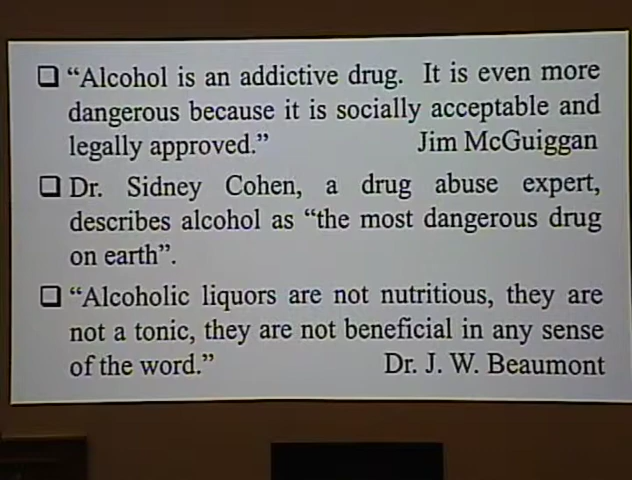 ❑ “Alcohol is an addictive drug. It is even more
dangerous because it is socially acceptable and
legally approved.” Jim McGuiggan
❑ Dr. Sidney Cohen, a drug abuse expert,
describes alcohol as “the most dangerous drug
on earth”.
❑ “Alcoholic liquors are not nutritious, they are
not a tonic, they are not beneficial in any sense
of the word.” Dr. J. W. Beaumont